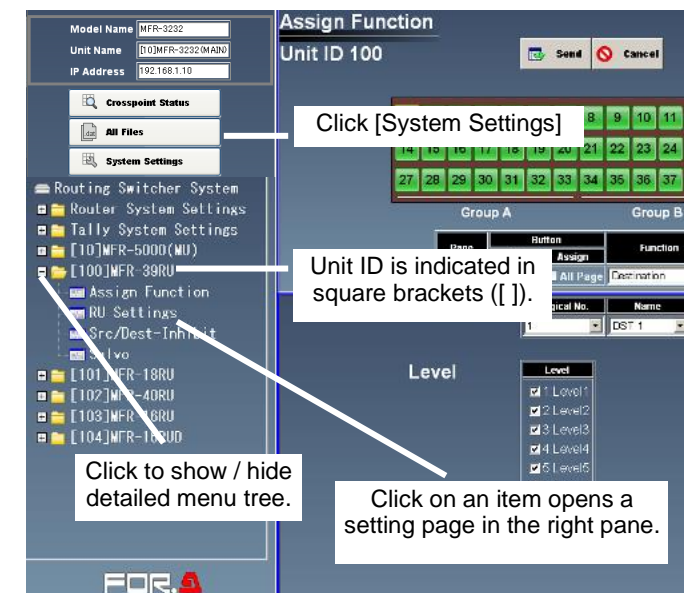 Model Name MFR-3232
Unit Name [10]MFR-3232(MAIN)
IP Address 192.168.1.10
Crosspoint Status
All Files
System Settings
Routing Switcher System
Router System Settings
Tally System Settings
[10]MFR-5000(MU)
[100]MFR-39RU
Assign Function
RU Settings
Src/Dest-Inhibit
Salvo
[101]MFR-18RU
[102]MFR-40RU
[103]MFR-16RU
[104]MFR-16RUD
FOR.A
Assign Function
Unit ID 100
Send Cancel
Click [System Settings]
8 9 10 11
14 15 16 17 18 19 20 21 22 23 24
27 28 29 30 31 32 33 34 35 36 37
Group A Group B
Page Button Function
Assign
All Page Destination
Unit ID is indicated in
square brackets ([ ]).
Logical No. Name
1 DST 1
Level
Level
1 Level1
2 Level2
3 Level3
4 Level4
5 Level5
Click to show / hide
detailed menu tree.
Click on an item opens a
setting page in the right pane.